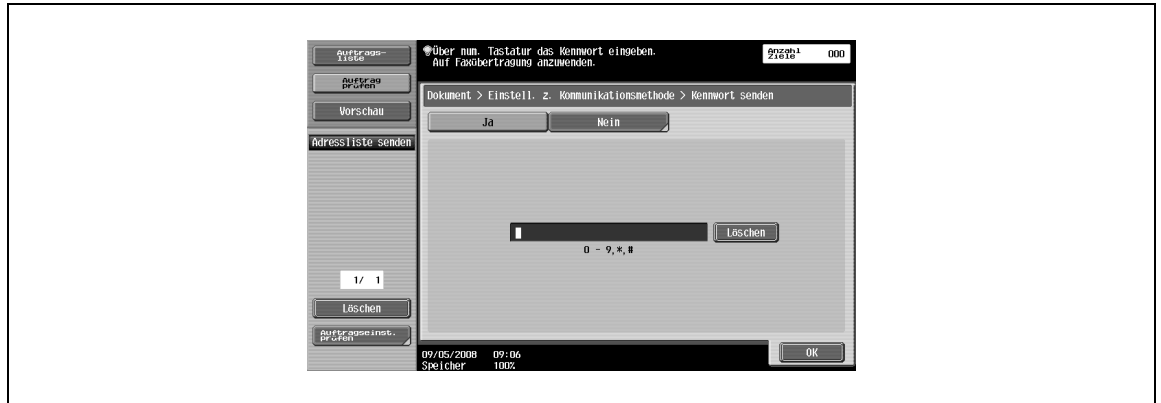 Auftrags-
liste
Auftrag
prüfen
Vorschau
Adressliste senden
1/ 1
Löschen
Auftragseinst.
prüfen
Über num. Tastatur das Kennwort eingeben.
Auf Faxübertragung anzuwenden.
Anzahl
Ziele 000
Dokument > Einstell. z. Kommunikationsmethode > Kennwort senden
Ja Nein
Löschen
0 - 9,*,#
09/05/2008 09:06
Speicher 100%
OK